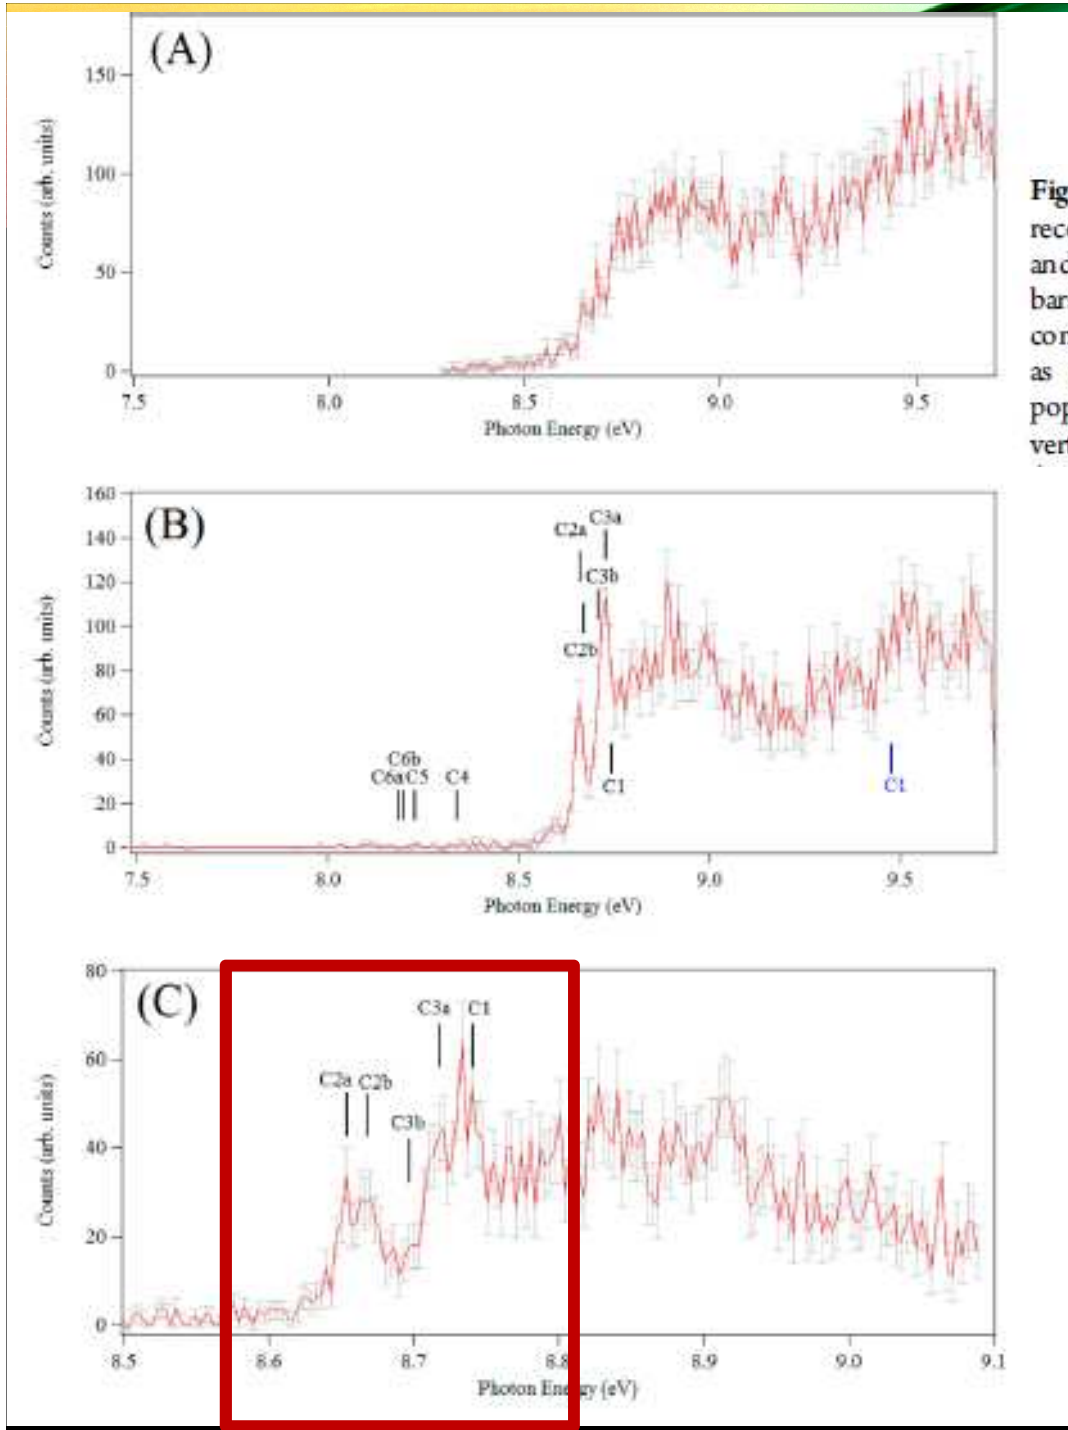 (A)
150
100
50
0
Counts (arb. units)
7.5 8.0 8.5 9.0 9.5
Photon Energy (eV)
Fig
rec
and
bar
con
as
pop
vert
(B)
160
140
120
100
80
60
40
20
0
Counts (arb. units)
C2a C3a
C3b
C2b
C6b
C6a C5 C4
C1
C1
7.5 8.0 8.5 9.0 9.5
Photon Energy (eV)
(C)
80
60
40
20
0
Counts (arb. units)
C3a C1
C2a C2b
C3b
8.5 8.6 8.7 8.8 8.9 9.0 9.1
Photon Energy (eV)